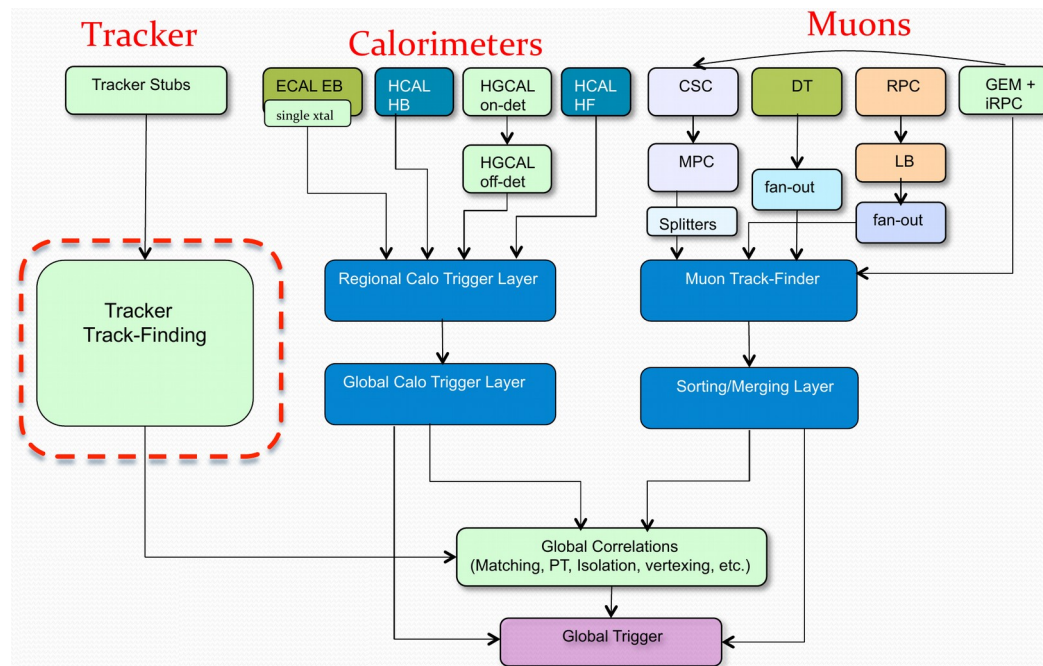 Tracker
Calorimeters
Muons
Tracker Stubs
ECAL EB
single xtal
HCAL
HB
HGCAL
on-det
HCAL
HF
CSC
DT
RPC
GEM +
iRPC
HGCAL
off-det
MPC
fan-out
LB
Splitters
fan-out
Tracker
Track-Finding
Regional Calo Trigger Layer
Muon Track-Finder
Global Calo Trigger Layer
Sorting/Merging Layer
Global Correlations
(Matching, PT, Isolation, vertexing, etc.)
Global Trigger